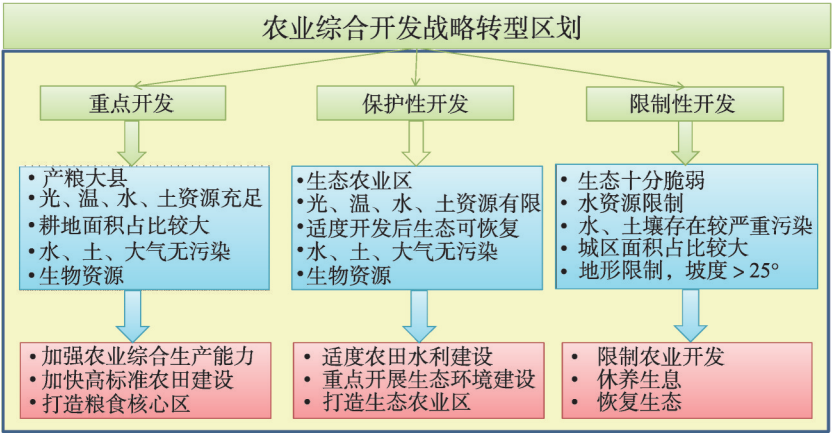 农业综合开发战略转型区划
重点开发
保护性开发
限制性开发
• 产粮大县
• 光、温、水、土资源充足
• 耕地面积占比较大
• 水、土、大气无污染
• 生物资源
• 生态农业区
• 光、温、水、土资源有限
• 适度开发后生态可恢复
• 水、土、大气无污染
• 生物资源
• 生态十分脆弱
• 水资源限制
• 水、土壤存在较严重污染
• 城区面积占比较大
• 地形限制，坡度＞25°
• 加强农业综合生产能力
• 加快高标准农田建设
• 打造粮食核心区
• 适度农田水利建设
• 重点开展生态环境建设
• 打造生态农业区
• 限制农业开发
• 休养生息
• 恢复生态